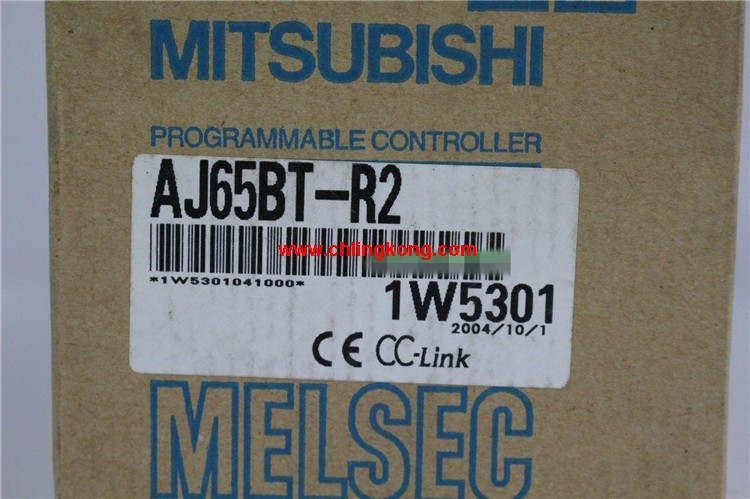 MITSUBISHI
PROGRAMMABLE CONTROLLER
AJ65BT-R2
www.chlingkong.com
*1W5301041000*
1W5301
2004/10/1
CE CC-Link
MELSEC